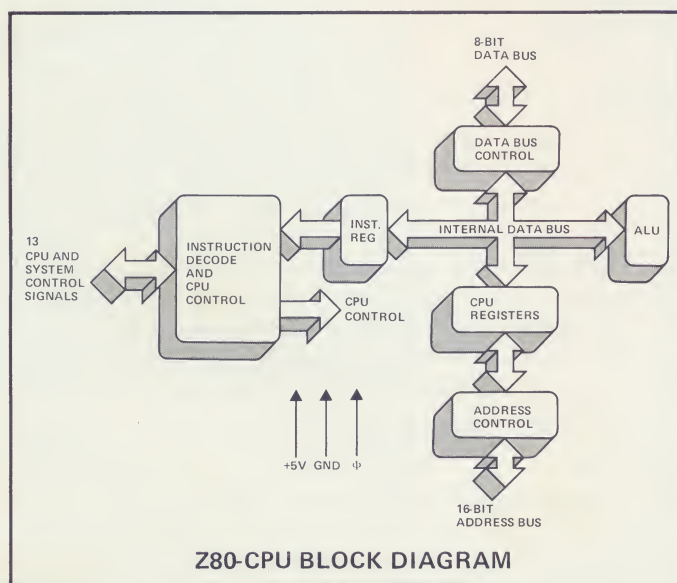 8-BIT
DATA BUS
DATA BUS
CONTROL
13
CPU AND
SYSTEM
CONTROL
SIGNALS
INSTRUCTION
DECODE
AND
CPU
CONTROL
INST.
REG
INTERNAL DATA BUS
ALU
CPU
CONTROL
CPU
REGISTERS
ADDRESS
CONTROL
+5V GND Φ
16-BIT
ADDRESS BUS
Z80-CPU BLOCK DIAGRAM